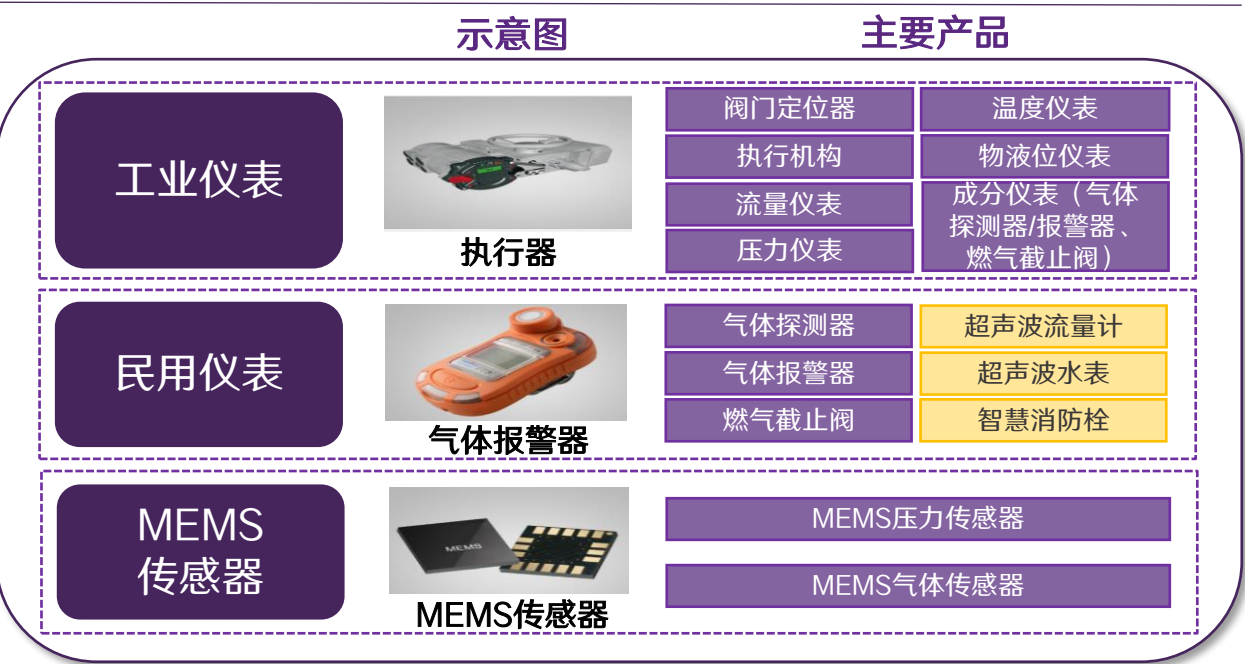 示意图
主要产品
工业仪表
执行器
阀门定位器
温度仪表
执行机构
物液位仪表
流量仪表
压力仪表
成分仪表（气体
探测器/报警器、
燃气截止阀）
民用仪表
气体报警器
气体探测器
超声波流量计
气体报警器
超声波水表
燃气截止阀
智慧消防栓
MEMS
传感器
MEMS
MEMS传感器
MEMS压力传感器
MEMS气体传感器